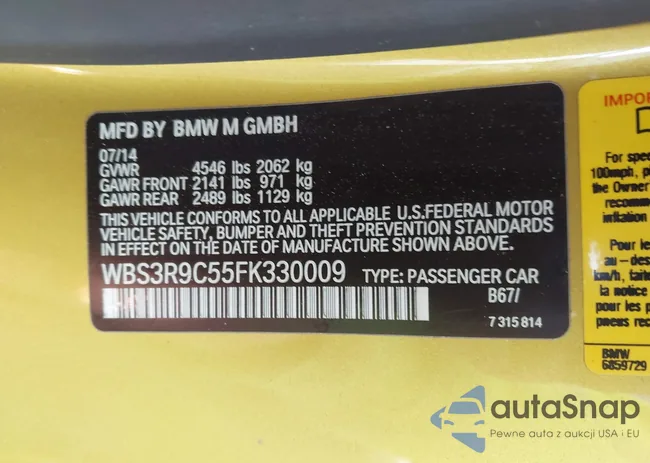 MFD BY BMW M GMBH
07/14
GVWR 4546 lbs 2062 kg
GAWR FRONT 2141 lbs 971 kg
GAWR REAR 2489 lbs 1129 kg
THIS VEHICLE CONFORMS TO ALL APPLICABLE U.S.FEDERAL MOTOR
VEHICLE SAFETY, BUMPER AND THEFT PREVENTION STANDARDS
IN EFFECT ON THE DATE OF MANUFACTURE SHOWN ABOVE.
WBS3R9C55FK330009 TYPE: PASSENGER CAR
B67/
7 315 814
IMPOR
For spee
100mph, p
the Owner
recomm
inflation
Pour le
au-des
km/h, fait
la notice
pour les p
pneus rec
BMW
6859729
autaSnap
Pewne auta z aukcji USA i EU